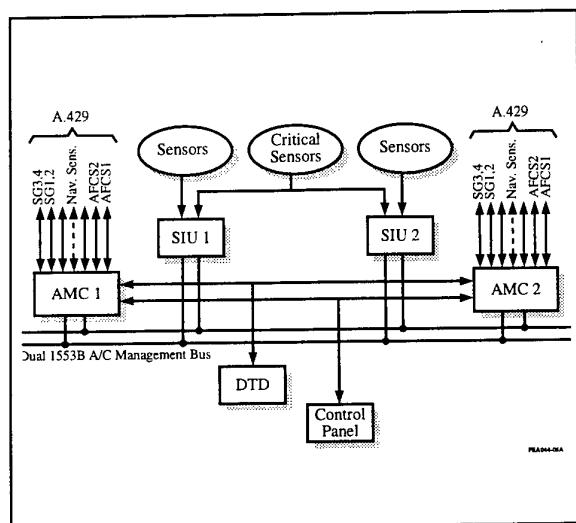 A.429
A.429
Sensors
Critical
Sensors
Sensors
SG3,4
SG1,2
Nav. Sens.
AFCS2
AFCS1
SG3,4
SG1,2
Nav. Sens.
AFCS2
AFCS1
SIU 1
SIU 2
AMC 1
AMC 2
Dual 1553B A/C Management Bus
DTD
Control
Panel